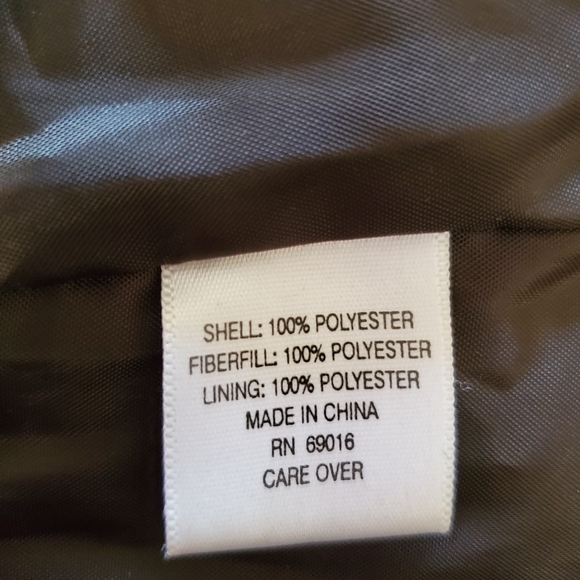 SHELL: 100% POLYESTER
FIBERFILL: 100% POLYESTER
LINING: 100% POLYESTER
MADE IN CHINA
RN 69016
CARE OVER